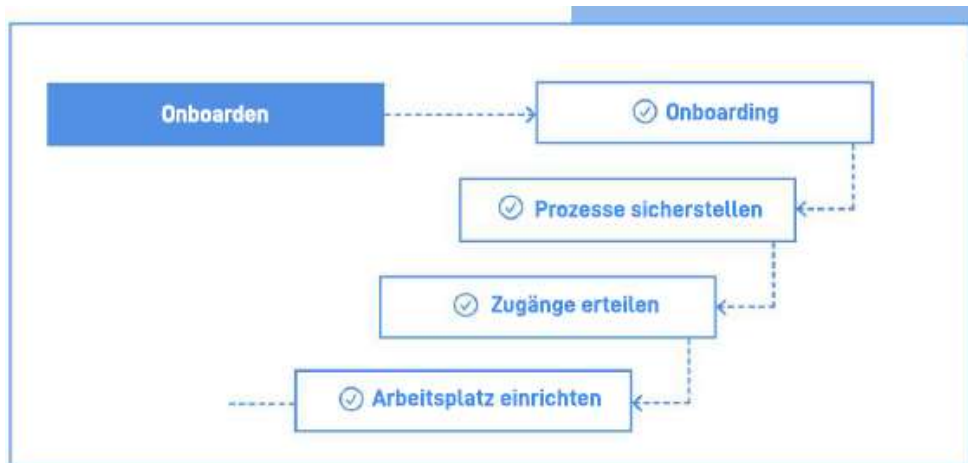 Onboarden
Onboarding
Prozesse sicherstellen
Zugänge erteilen
Arbeitsplatz einrichten